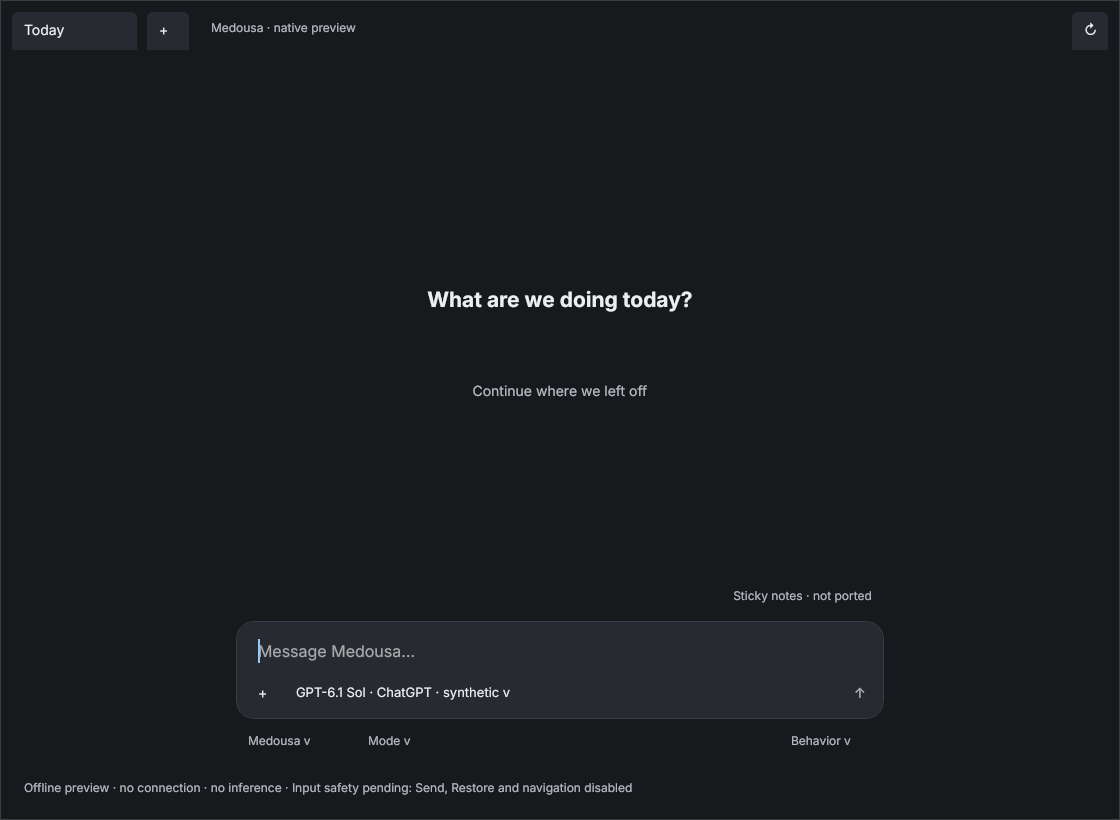 Today
+
Medousa · native preview
What are we doing today?
Continue where we left off
Sticky notes · not ported
Message Medousa...
+ GPT-6.1 Sol · ChatGPT · synthetic v
Medousa v
Mode v
Behavior v
Offline preview · no connection · no inference · Input safety pending: Send, Restore and navigation disabled